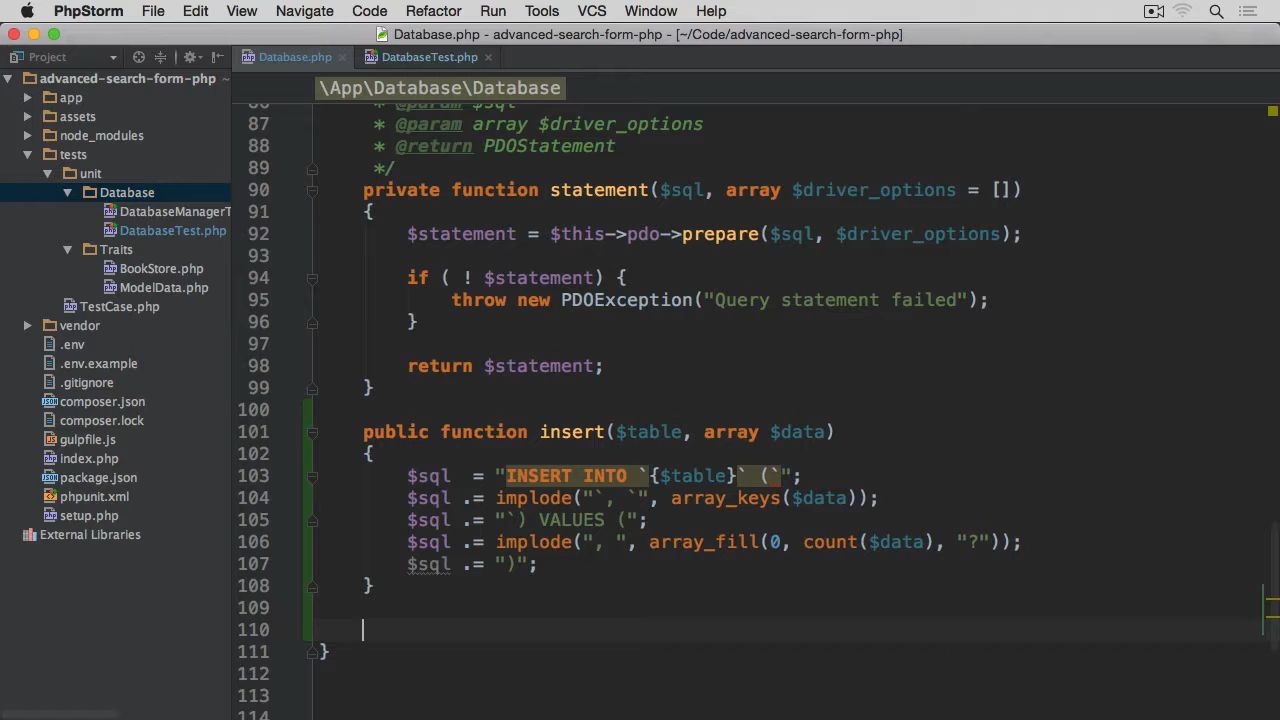 PhpStorm File Edit View Navigate Code Refactor Run Tools VCS Window Help
Database.php - advanced-search-form-php - [~/Code/advanced-search-form-php]
Project
Database.php
DatabaseTest.php
advanced-search-form-php
app
assets
node_modules
tests
unit
Database
DatabaseManagerT
DatabaseTest.php
Traits
BookStore.php
ModelData.php
TestCase.php
vendor
.env
.env.example
.gitignore
composer.json
composer.lock
gulpfile.js
index.php
package.json
phpunit.xml
setup.php
External Libraries
\App\Database\Database
86 * @param $sql
87 * @param array $driver_options
88 * @return PDOStatement
89 */
90 private function statement($sql, array $driver_options = [])
91 {
92 $statement = $this->pdo->prepare($sql, $driver_options);
93
94 if ( ! $statement) {
95 throw new PDOException("Query statement failed");
96 }
97
98 return $statement;
99 }
100
101 public function insert($table, array $data)
102 {
103 $sql = "INSERT INTO `{$table}` (`";
104 $sql .= implode("`, `", array_keys($data));
105 $sql .= "`) VALUES (";
106 $sql .= implode(", ", array_fill(0, count($data), "?"));
107 $sql .= ")";
108 }
109
110
111 }
112
113
114